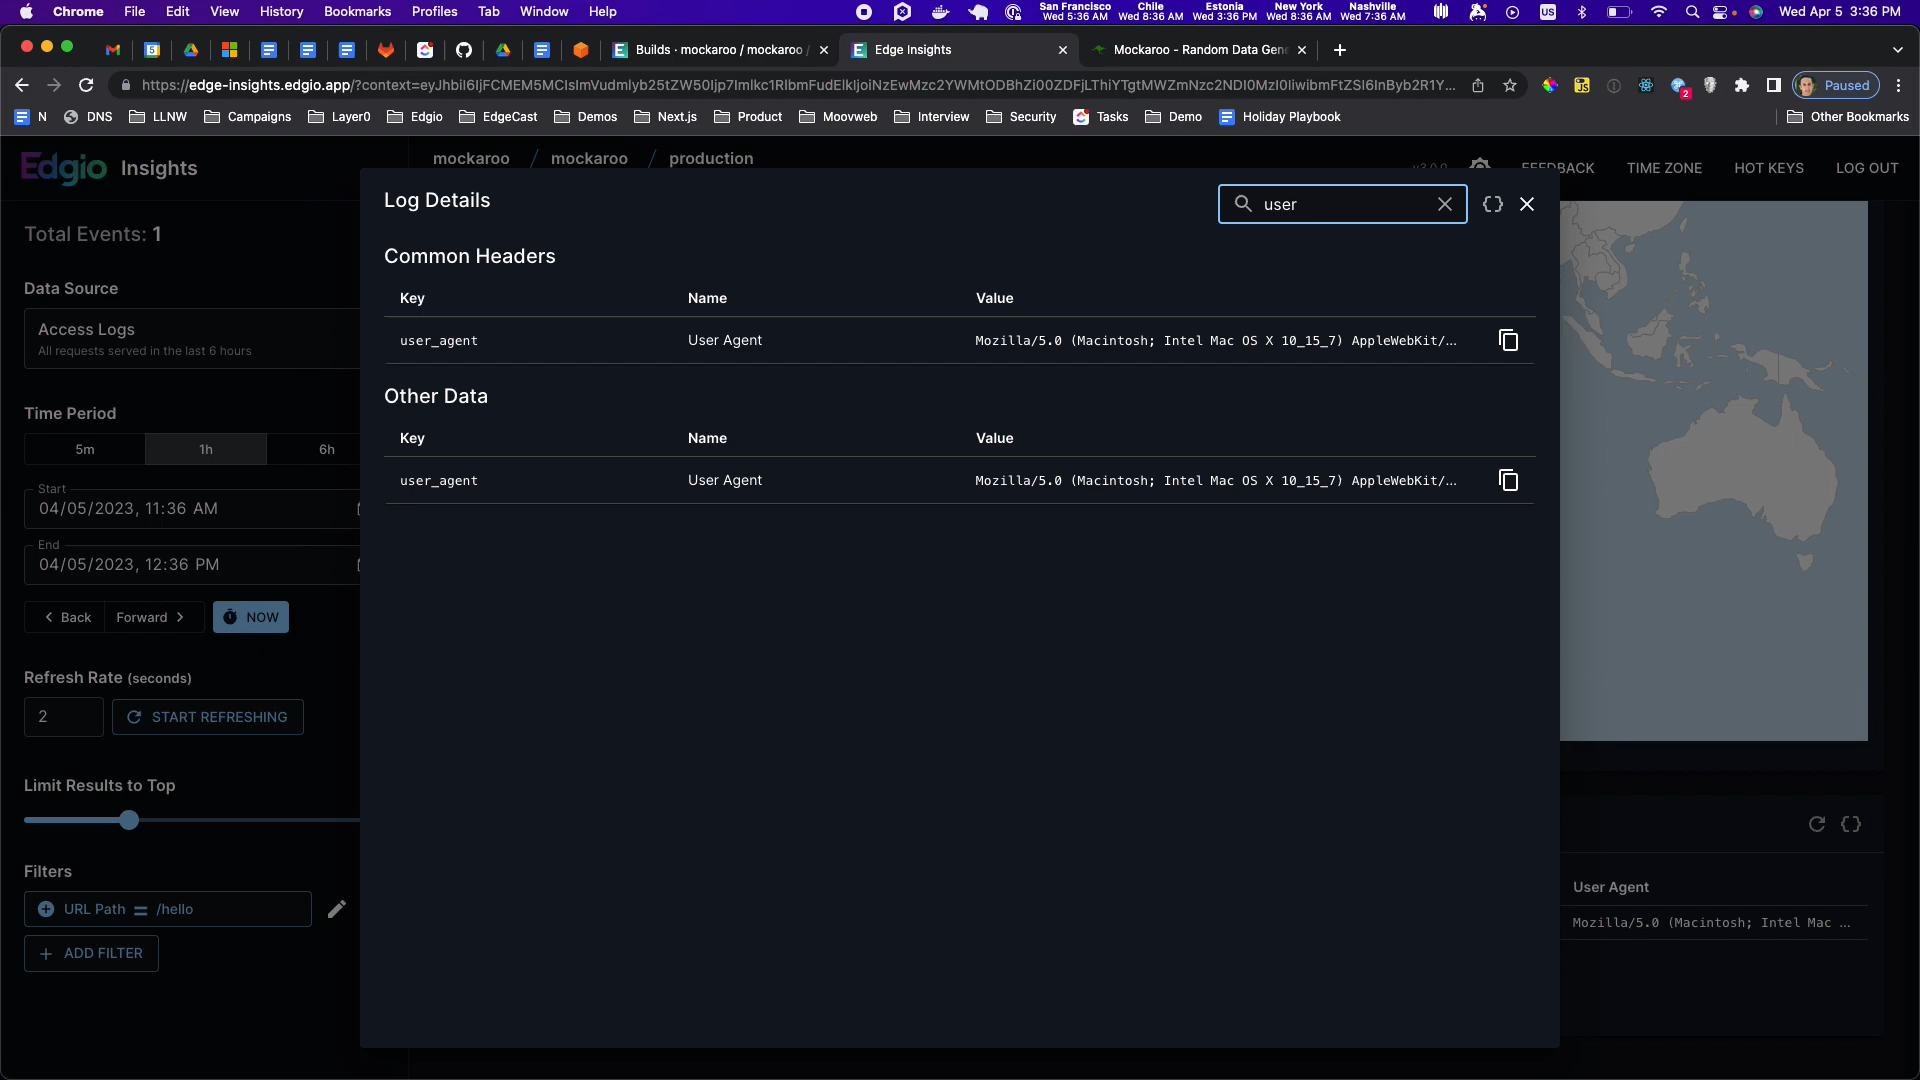 Chrome File Edit View History Bookmarks Profiles Tab Window Help
San Francisco Chile Estonia New York Nashville
Wed 5:36 AM Wed 8:36 AM Wed 3:36 PM Wed 8:36 AM Wed 7:36 AM
US
Wed Apr 5 3:36 PM
Builds · mockaroo / mockaroo /
Edge Insights
Mockaroo - Random Data Gene
Paused
N DNS LLNW Campaigns Layer0 Edgio EdgeCast Demos Next.js Product Moovweb Interview Security Tasks Demo Holiday Playbook Other Bookmarks
Edgio Insights
mockaroo / mockaroo / production
v3.0.0 FEEDBACK TIME ZONE HOT KEYS LOG OUT
Total Events: 1
Data Source
Access Logs
All requests served in the last 6 hours
Time Period
5m 1h 6h
Start
04/05/2023, 11:36 AM
End
04/05/2023, 12:36 PM
Back Forward NOW
Refresh Rate (seconds)
2 START REFRESHING
Limit Results to Top
Filters
URL Path = /hello
+ ADD FILTER
Log Details
user
Common Headers
Key Name Value
user_agent User Agent Mozilla/5.0 (Macintosh; Intel Mac OS X 10_15_7) AppleWebKit/...
Other Data
Key Name Value
user_agent User Agent Mozilla/5.0 (Macintosh; Intel Mac OS X 10_15_7) AppleWebKit/...
User Agent
Mozilla/5.0 (Macintosh; Intel Mac ...